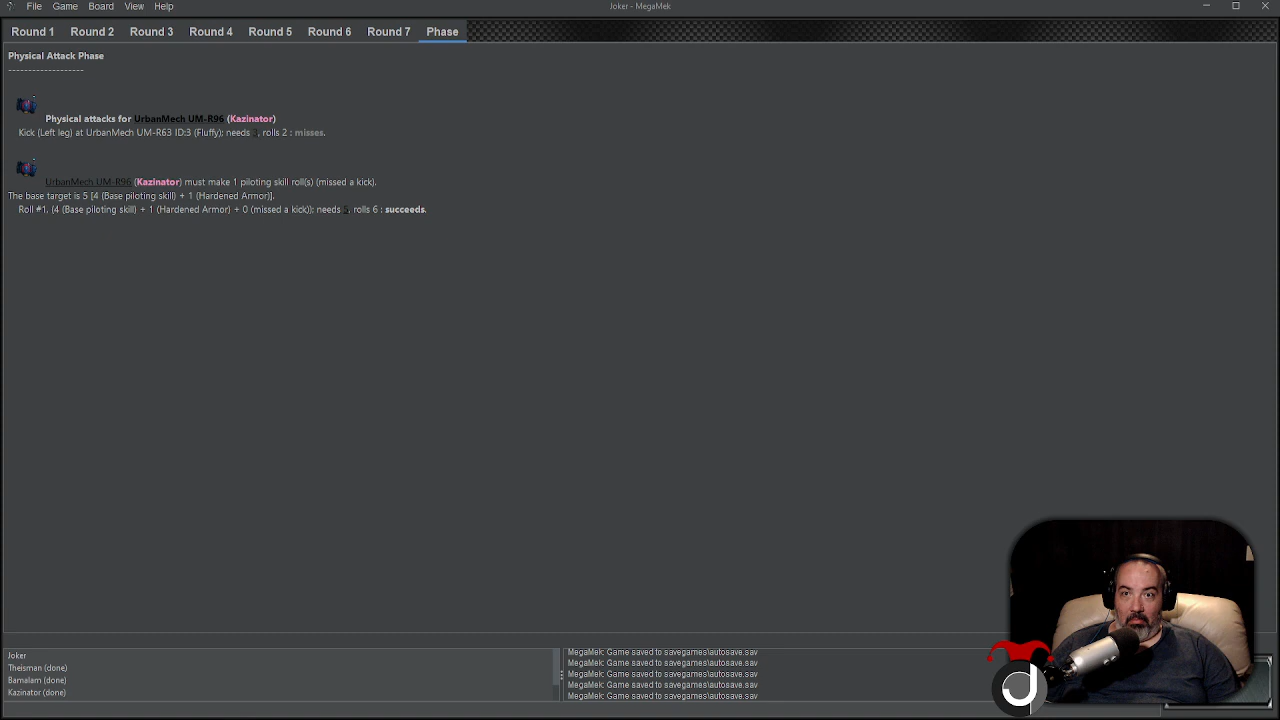 File Game Board View Help
Joker - MegaMek
Round 1 Round 2 Round 3 Round 4 Round 5 Round 6 Round 7 Phase
Physical Attack Phase
-------------------
Physical attacks for UrbanMech UM-R96 (Kazinator)
Kick (Left leg) at UrbanMech UM-R63 ID:3 (Fluffy); needs 3, rolls 2 : misses.
UrbanMech UM-R96 (Kazinator) must make 1 piloting skill roll(s) (missed a kick).
The base target is 5 [4 (Base piloting skill) + 1 (Hardened Armor)].
Roll #1, (4 (Base piloting skill) + 1 (Hardened Armor) + 0 (missed a kick)); needs 5, rolls 6 : succeeds.
Joker
Theisman (done)
Bamalam (done)
Kazinator (done)
MegaMek: Game saved to savegames\autosave.sav
MegaMek: Game saved to savegames\autosave.sav
MegaMek: Game saved to savegames\autosave.sav
MegaMek: Game saved to savegames\autosave.sav
MegaMek: Game saved to savegames\autosave.sav